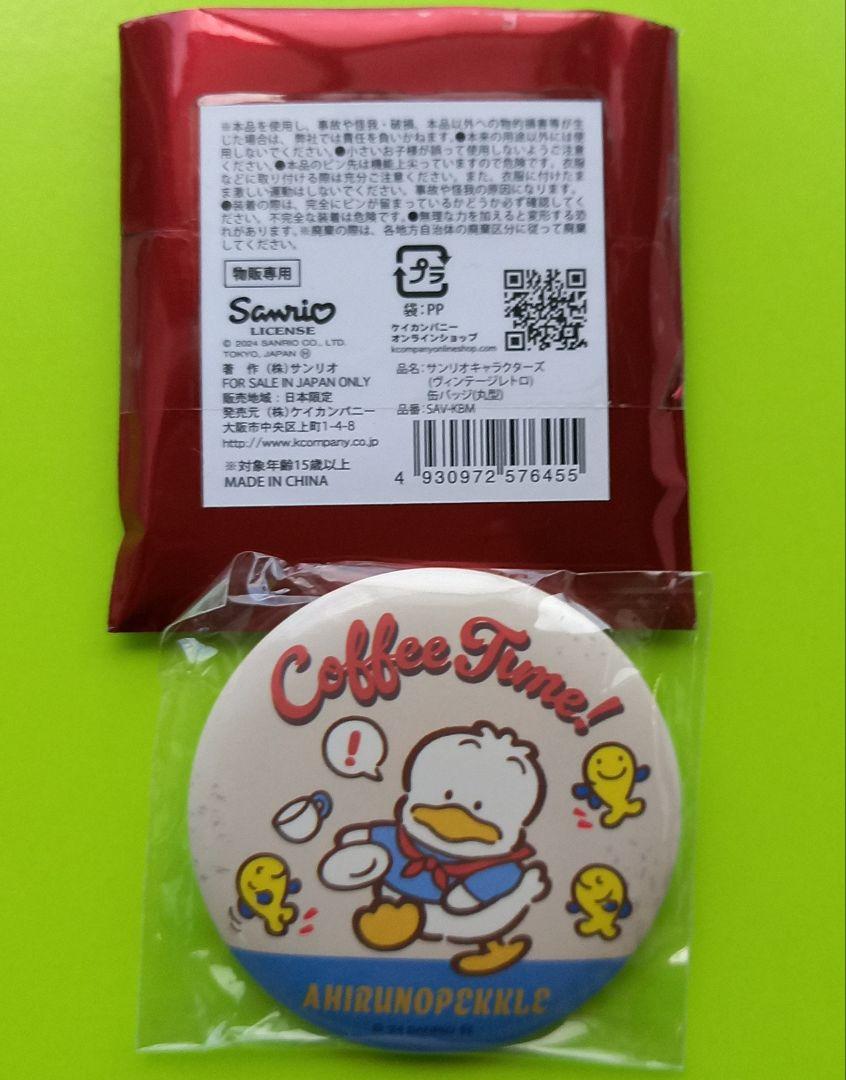 ※本品を使用し、事故や怪我・破損、本品以外への物的損害等が生
じた場合は、弊社では責任を負いかねます。●本来の用途以外には使
用しないでください。●小さいお子様が誤って使用しないようご注意
ください。●本品のピン先は機能上尖っていますので危険です。衣服
などに取り付ける際は充分ご注意ください。また、衣服に付けたま
ま激しい運動はしないでください。事故や怪我の原因になります。
●装着の際は、完全にピンが留まっているかどうか必ず確認してく
ださい。不完全な装着は危険です。●無理な力を加えると変形する恐
れがあります。※廃棄の際は、各地方自治体の廃棄区分に従って廃棄
してください。
物販専用
プラ
袋:PP
Sanrio
LICENSE
© 2024 SANRIO CO., LTD.
TOKYO, JAPAN Ⓗ
ケイカンパニー
オンラインショップ
kcompanyonlineshop.com
著 作 (株)サンリオ
FOR SALE IN JAPAN ONLY
販売地域:日本限定
発売元 (株)ケイカンパニー
大阪市中央区上町1-4-8
http://www.kcompany.co.jp
※対象年齢15歳以上
MADE IN CHINA
品名:サンリオキャラクターズ
(ヴィンテージレトロ)
缶バッジ(丸型)
品番:SAV-KBM
4 930972 576455
Coffee Time!
!
AHIRUNOPEKKLE